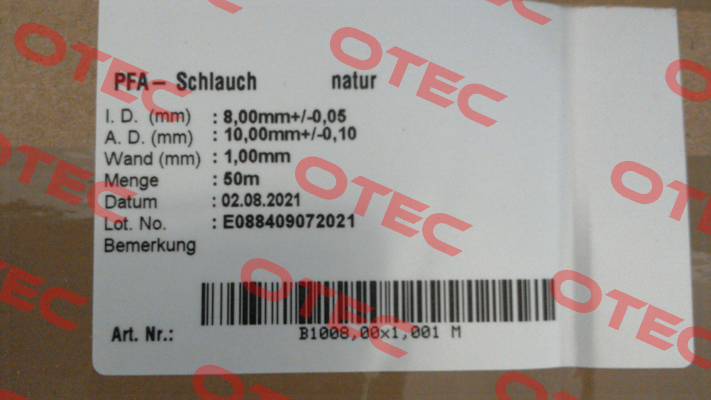 PFA- Schlauch natur
I. D. (mm) : 8,00mm+/-0,05
A. D. (mm) : 10,00mm+/-0,10
Wand (mm) : 1,00mm
Menge : 50m
Datum : 02.08.2021
Lot. No. : E088409072021
Bemerkung
Art. Nr.: B1008,00x1,001 M
OTEC
OTEC
OTEC
OTEC
OTEC
OTEC
OTEC
OTEC